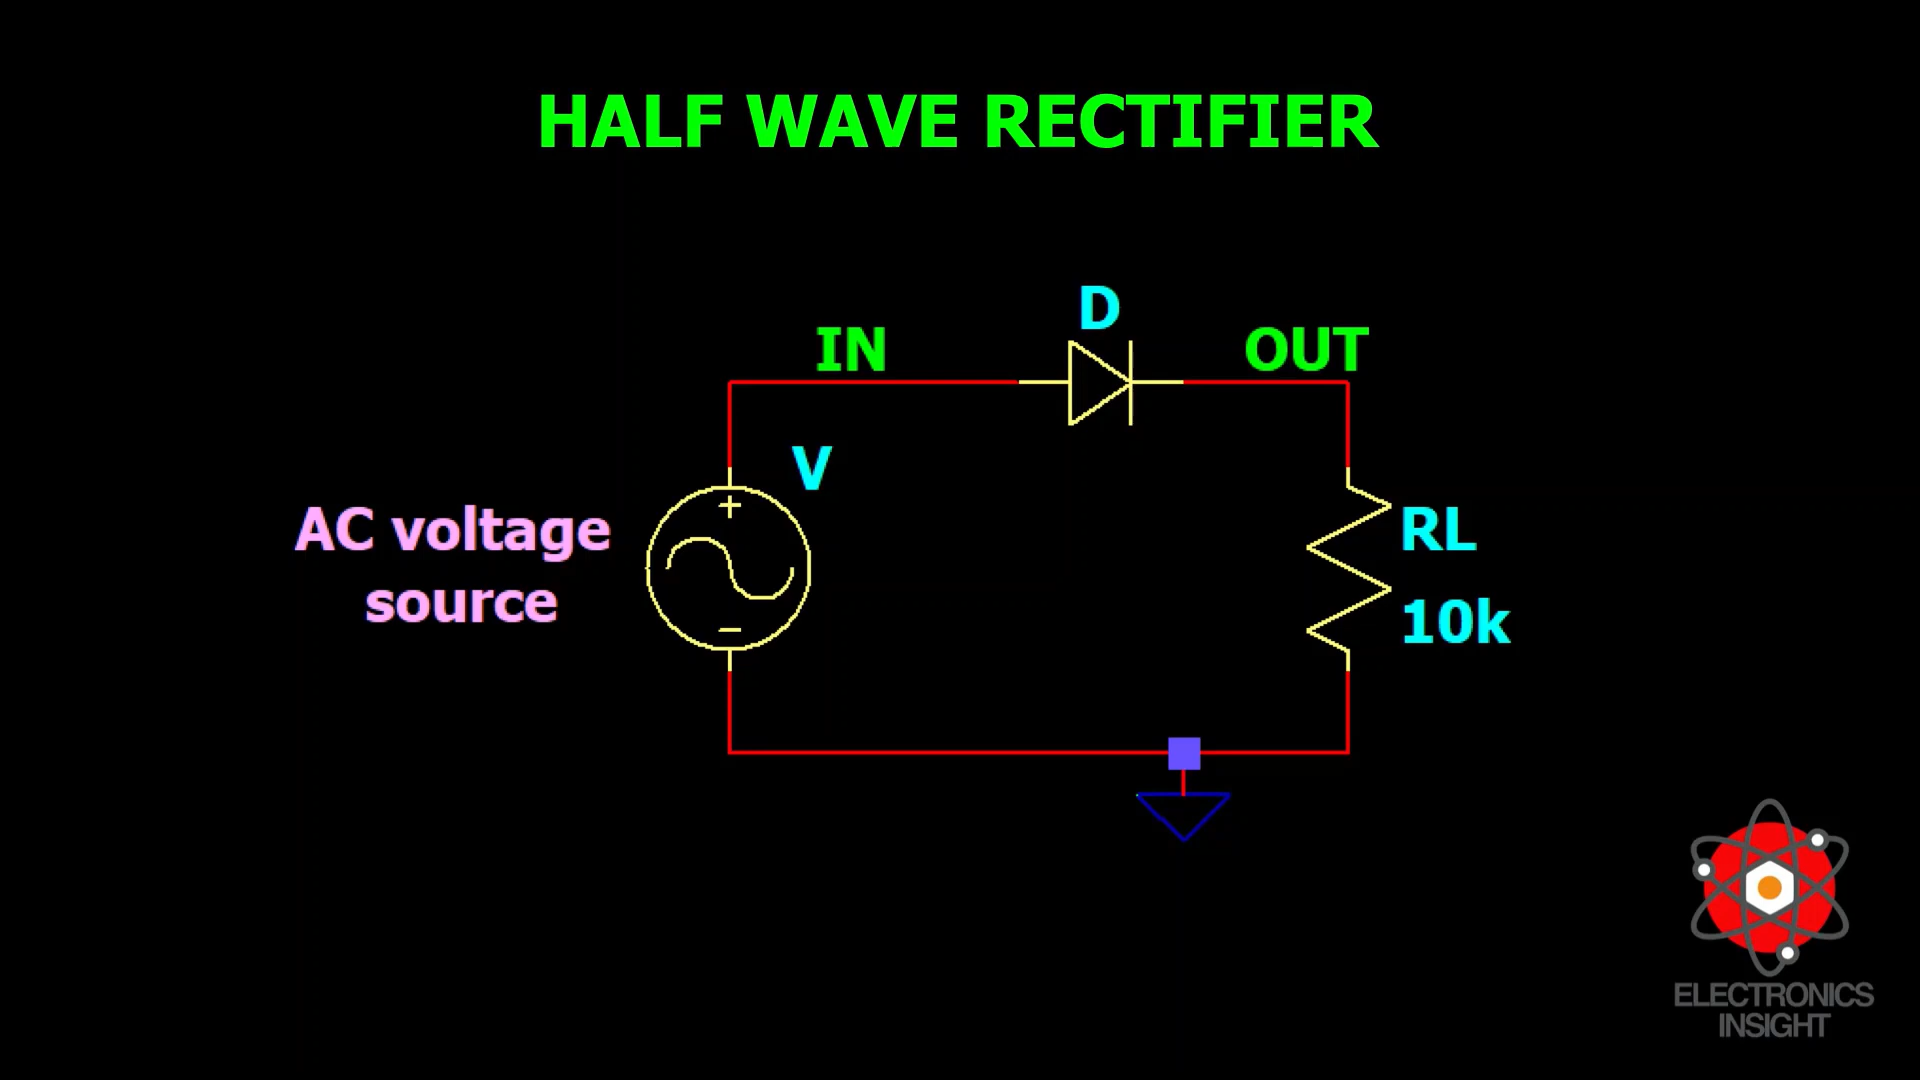 HALF WAVE RECTIFIER
D
IN
OUT
V
+
AC voltage
source
RL
10k
–
ELECTRONICS
INSIGHT